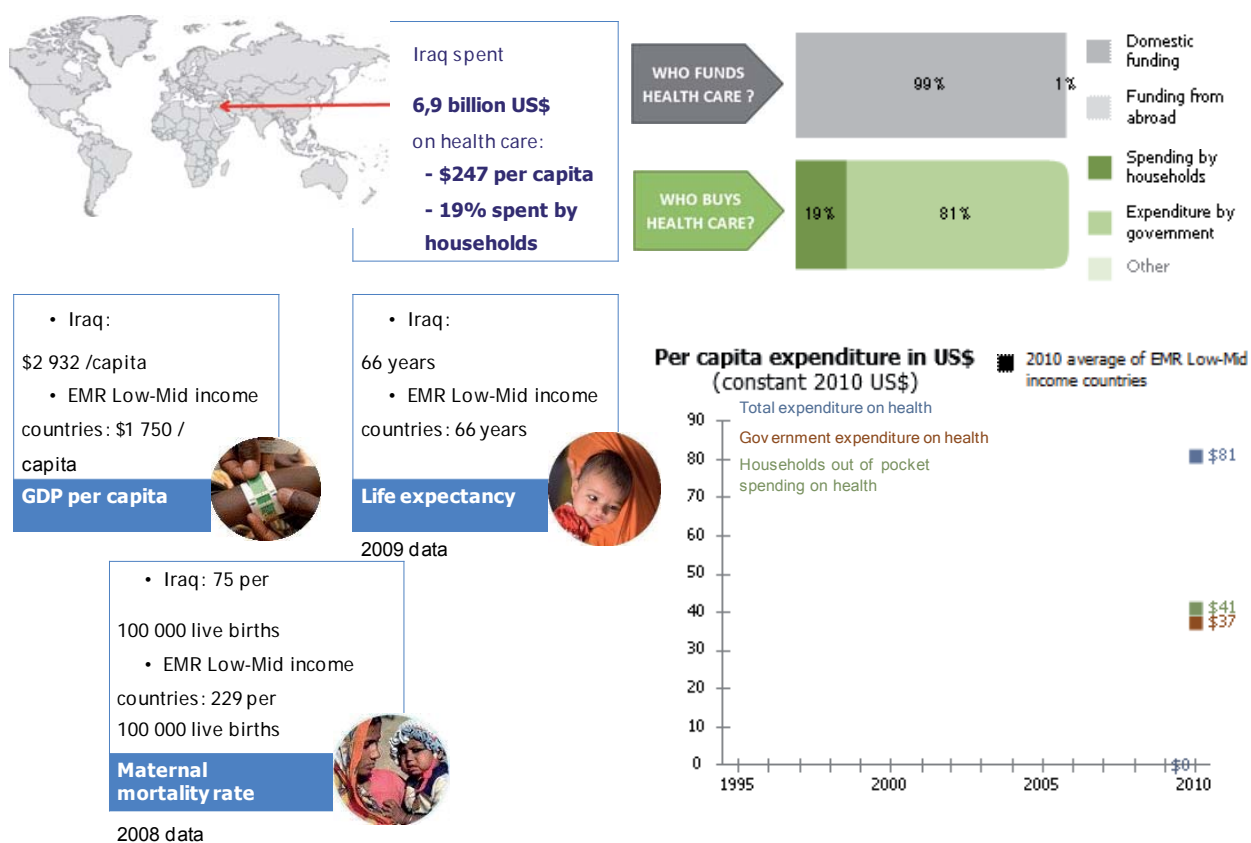 Iraq spent
6,9 billion US$
on health care:
- $247 per capita
- 19% spent by
households
WHO FUNDS
HEALTH CARE ?
99%
1%
Domestic
funding
Funding from
abroad
WHO BUYS
HEALTH CARE?
19%
81%
Spending by
households
Expenditure by
government
Other
• Iraq:
$2 932 /capita
• EMR Low-Mid income
countries: $1 750 /
capita
GDP per capita
• Iraq:
66 years
• EMR Low-Mid income
countries: 66 years
Life expectancy
2009 data
• Iraq: 75 per
100 000 live births
• EMR Low-Mid income
countries: 229 per
100 000 live births
Maternal
mortality rate
2008 data
Per capita expenditure in US$
(constant 2010 US$)
2010 average of EMR Low-Mid
income countries
Total expenditure on health
Government expenditure on health
Households out of pocket
spending on health
90
80
70
60
50
40
30
20
10
0
$81
$41
$37
$0
1995
2000
2005
2010